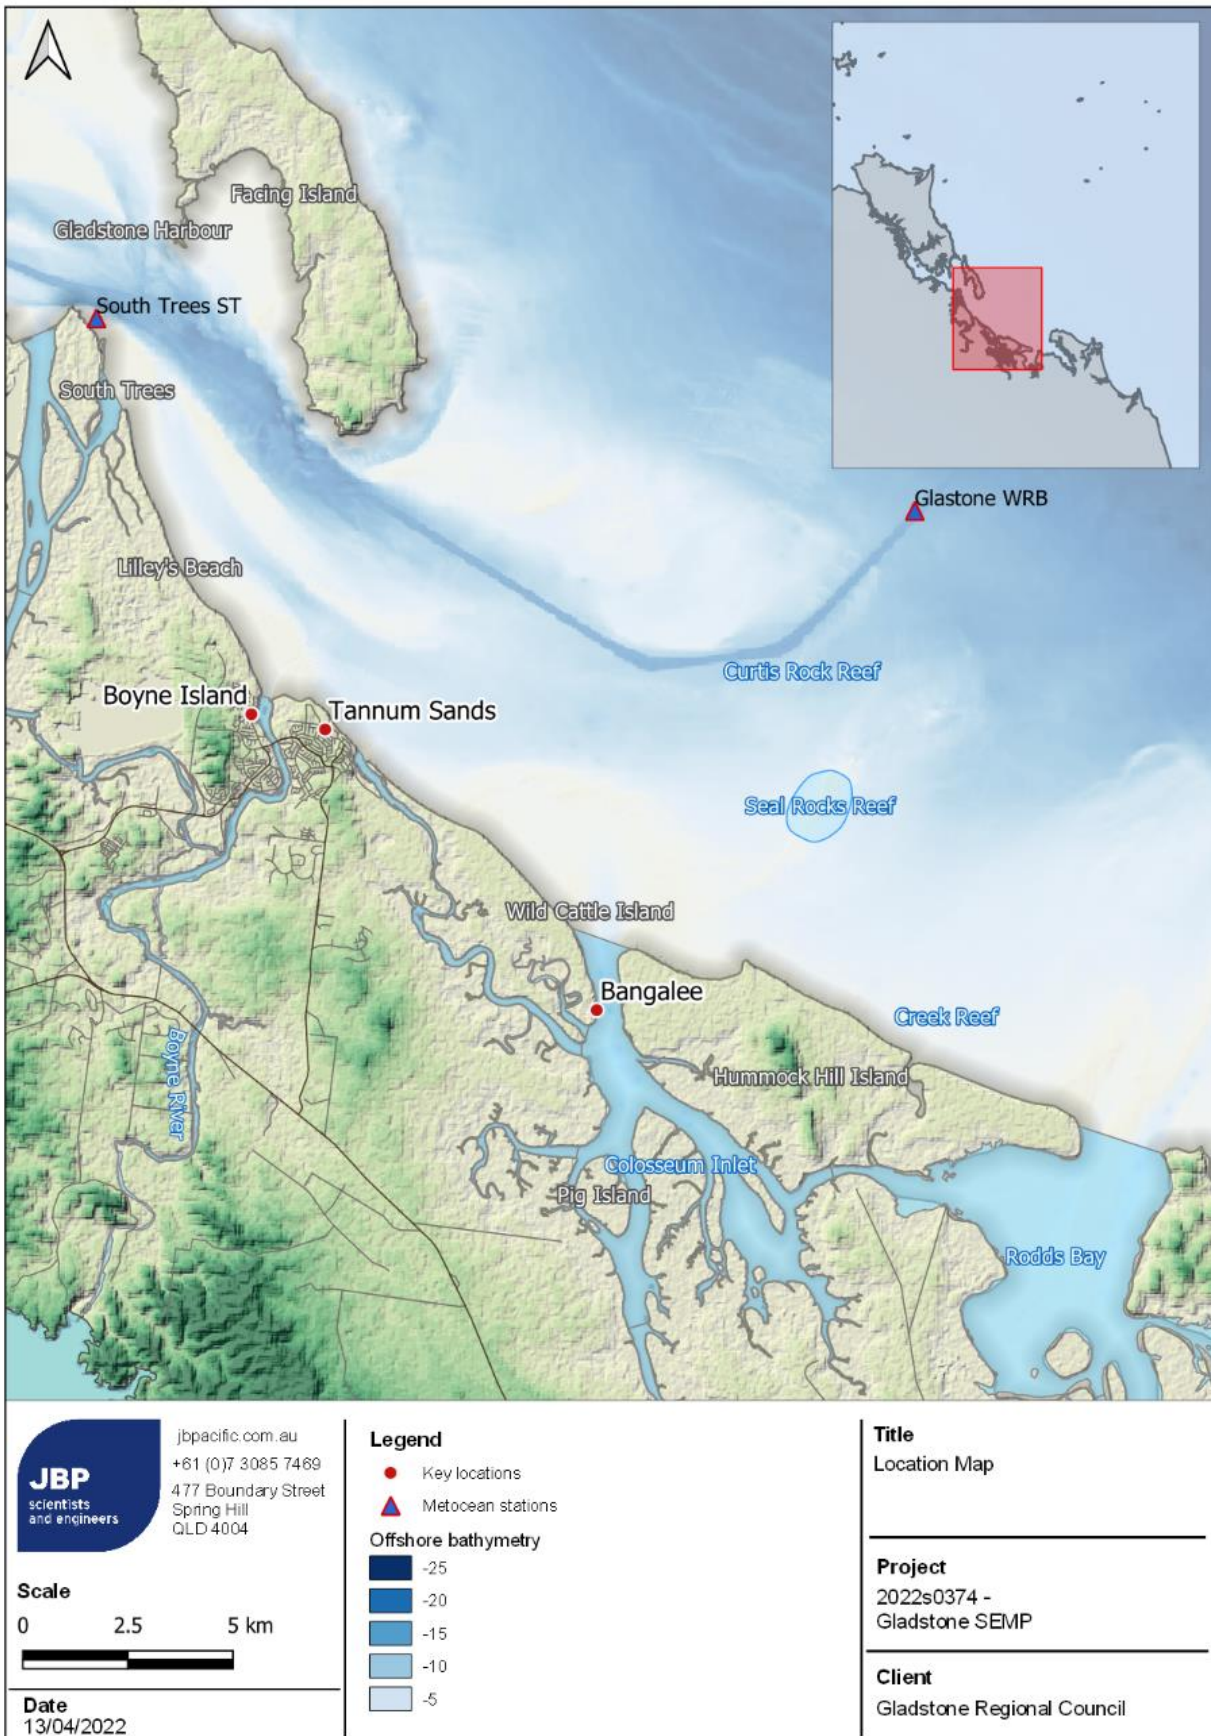 Facing Island
Gladstone Harbour
South Trees ST
South Trees
Glastone WRB
Lilley's Beach
Curtis Rock Reef
Boyne Island
Tannum Sands
Seal Rocks Reef
Wild Cattle Island
Bangalee
Creek Reef
Boyne River
Hummock Hill Island
Colosseum Inlet
Pig Island
Rodds Bay
JBP
scientists
and engineers
jbpacific.com.au
+61 (0)7 3085 7469
477 Boundary Street
Spring Hill
QLD 4004
Scale
0 2.5 5 km
Date
13/04/2022
Legend
Key locations
Metocean stations
Offshore bathymetry
-25
-20
-15
-10
-5
Title
Location Map
Project
2022s0374 -
Gladstone SEMP
Client
Gladstone Regional Council